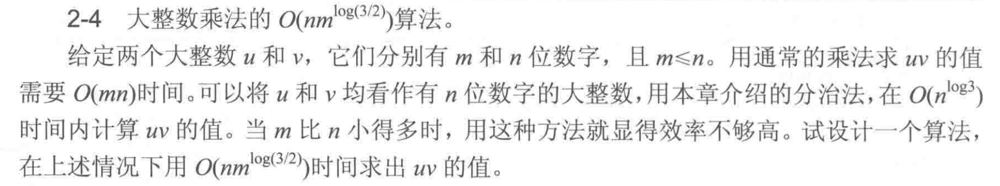 2-4 大整数乘法的 O(nm^log(3/2))算法。
给定两个大整数 u 和 v，它们分别有 m 和 n 位数字，且 m≤n。用通常的乘法求 uv 的值
需要 O(mn)时间。可以将 u 和 v 均看作有 n 位数字的大整数，用本章介绍的分治法，在 O(n^log3)
时间内计算 uv 的值。当 m 比 n 小得多时，用这种方法就显得效率不够高。试设计一个算法，
在上述情况下用 O(nm^log(3/2))时间求出 uv 的值。